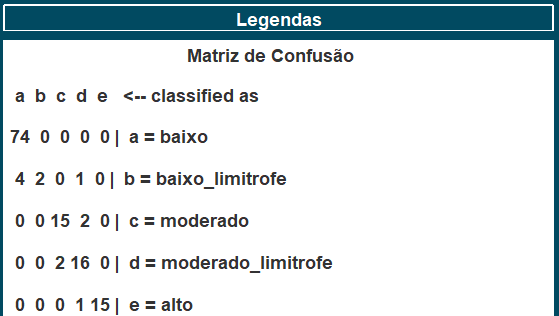 Legendas
Matriz de Confusão
a b c d e <-- classified as
74 0 0 0 0 | a = baixo
4 2 0 1 0 | b = baixo_limitrofe
0 0 15 2 0 | c = moderado
0 0 2 16 0 | d = moderado_limitrofe
0 0 0 1 15 | e = alto